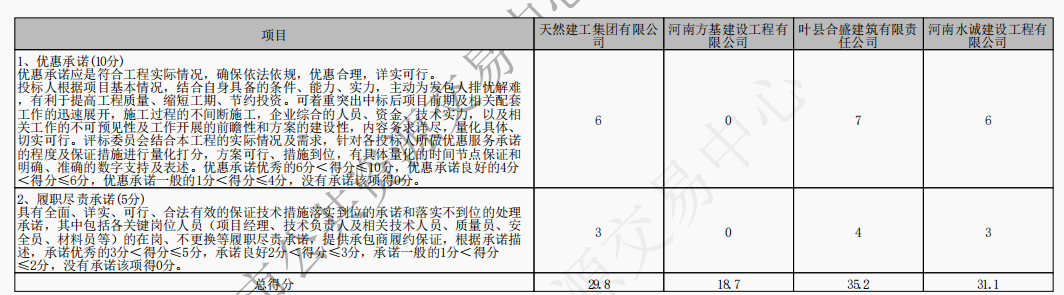 项目
天然建工集团有限公
司
河南方基建设工程有
限公司
叶县合盛建筑有限责
任公司
河南水诚建设工程有
限公司
1、优惠承诺(10分)
优惠承诺应是符合工程实际情况，确保依法依规，优惠合理，详实可行。
投标人根据项目基本情况，结合自身具备的条件、能力、实力，主动为发包人排忧解难
，有利于提高工程质量、缩短工期、节约投资。可着重突出中标后项目前期及相关配套
工作的迅速展开，施工过程的不间断施工，企业综合的人员、资金、技术实力，以及相
关工作的不可预见性及工作开展的前瞻性和方案的建设性，内容务求详尽，量化具体、
切实可行。评标委员会结合本工程的实际情况及需求，针对各投标人所做优惠服务承诺
的程度及保证措施进行量化打分，方案可行、措施到位，有具体量化的时间节点保证和
明确、准确的数字支持及表述。优惠承诺优秀的6分＜得分≤10分，优惠承诺良好的4分
＜得分≤6分，优惠承诺一般的1分＜得分≤4分，没有承诺该项得0分。
6
0
7
6
2、履职尽责承诺(5分)
具有全面、详实、可行、合法有效的保证技术措施落实到位的承诺和落实不到位的处理
承诺，其中包括各关键岗位人员（项目经理、技术负责人及相关技术人员、质量员、安
全员、材料员等）的在岗、不更换等履职尽责承诺，提供承包商履约保证，根据承诺描
述，承诺优秀的3分＜得分≤5分，承诺良好2分＜得分≤3分，承诺一般的1分＜得分
≤2分，没有承诺该项得0分。
3
0
4
3
总得分
29.8
18.7
35.2
31.1
市公共资源交易中心
源交易中心